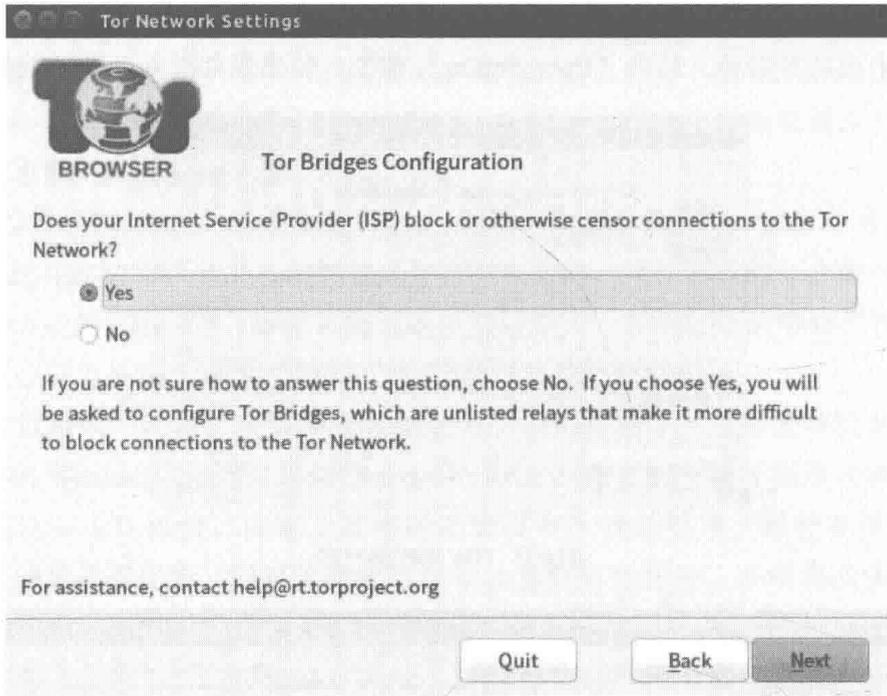 Tor Network Settings
Tor
BROWSER
Tor Bridges Configuration
Does your Internet Service Provider (ISP) block or otherwise censor connections to the Tor
Network?
Yes
No
If you are not sure how to answer this question, choose No.  If you choose Yes, you will
be asked to configure Tor Bridges, which are unlisted relays that make it more difficult
to block connections to the Tor Network.
For assistance, contact help@rt.torproject.org
Quit Back Next